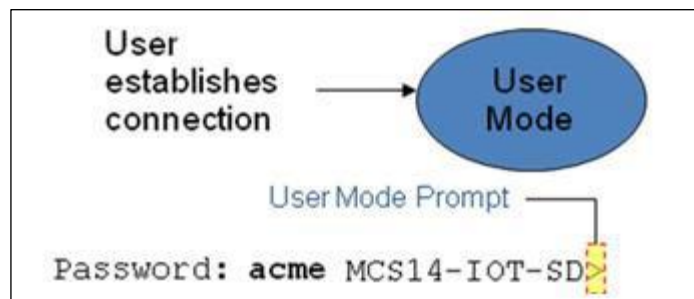 User
establishes
connection
User
Mode
User Mode Prompt
Password: acme MCS14-IOT-SD>